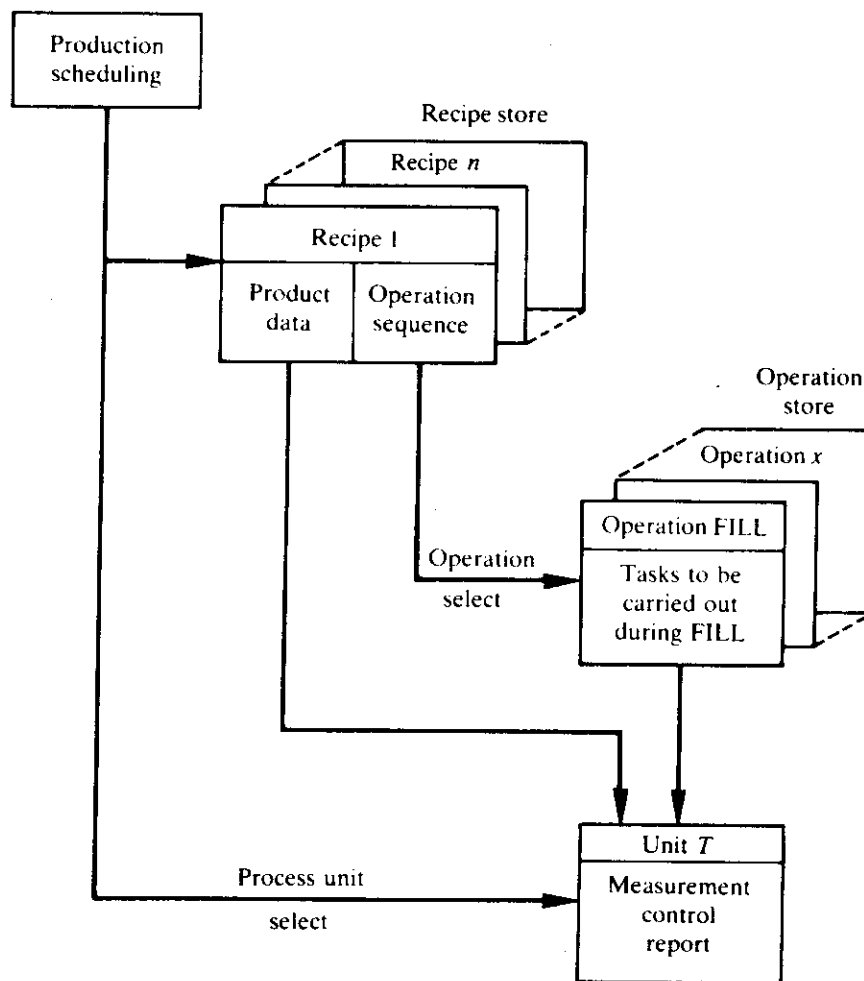 Production
scheduling
Recipe store
Recipe n
Recipe 1
Product
data
Operation
sequence
Operation
store
Operation x
Operation FILL
Tasks to be
carried out
during FILL
Operation
select
Unit T
Measurement
control
report
Process unit
select